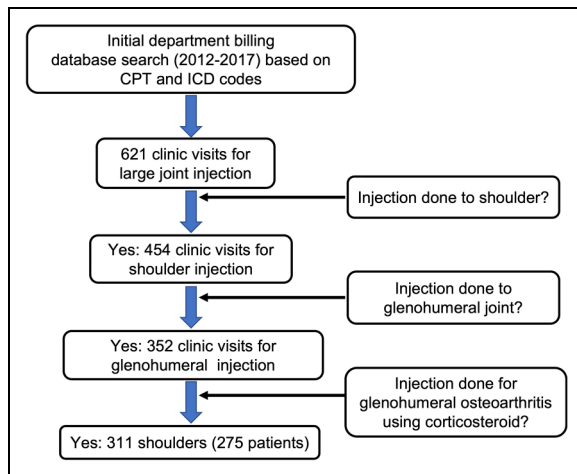 Initial department billing
database search (2012-2017) based on
CPT and ICD codes
621 clinic visits for
large joint injection
Injection done to shoulder?
Yes: 454 clinic visits for
shoulder injection
Injection done to
glenohumeral joint?
Yes: 352 clinic visits for
glenohumeral injection
Injection done for
glenohumeral osteoarthritis
using corticosteroid?
Yes: 311 shoulders (275 patients)